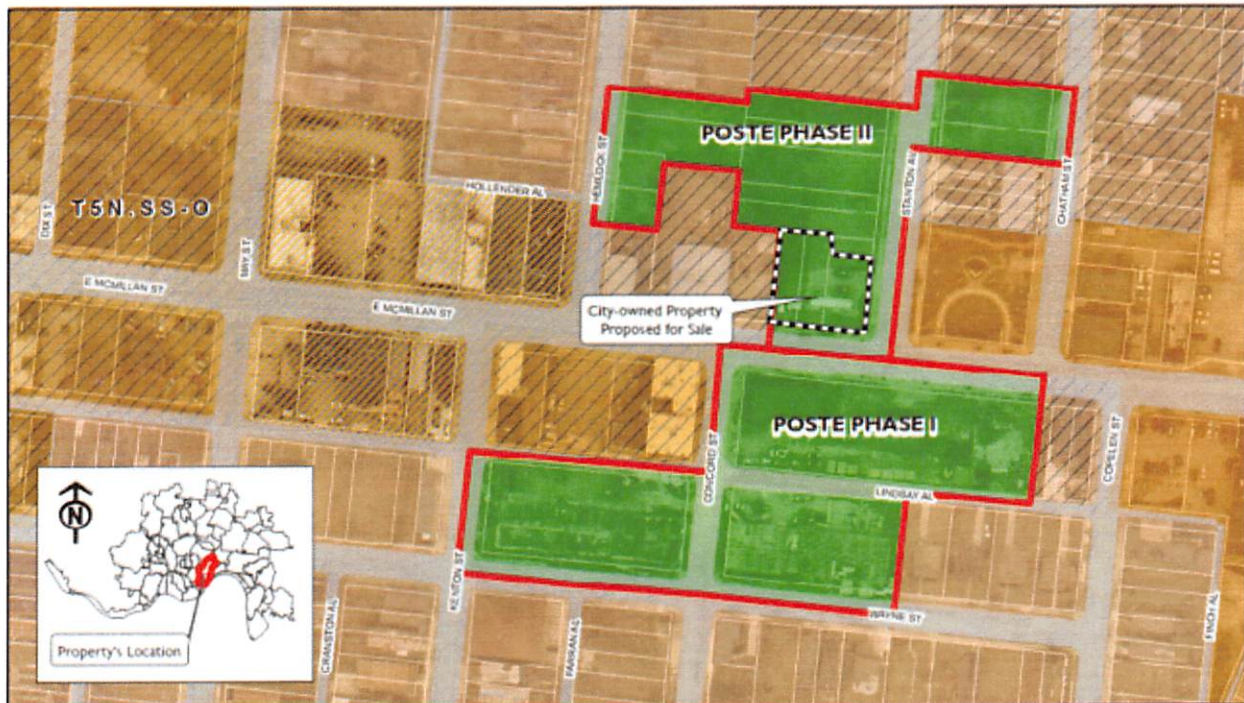 POSTE PHASE II
HEMLOCK ST
STANTON AV
CHATHAM ST
HOLLENDER AL
T5N.SS-O
DIX ST
MAY ST
E MCMILLAN ST
E MCMILLAN ST
City-owned Property
Proposed for Sale
POSTE PHASE I
CONCORD ST
COPELEN ST
LINDSAY AL
KENTON ST
WAYNE ST
CRANSTON AL
FARRAN AL
FINCH AL
N
Property's Location